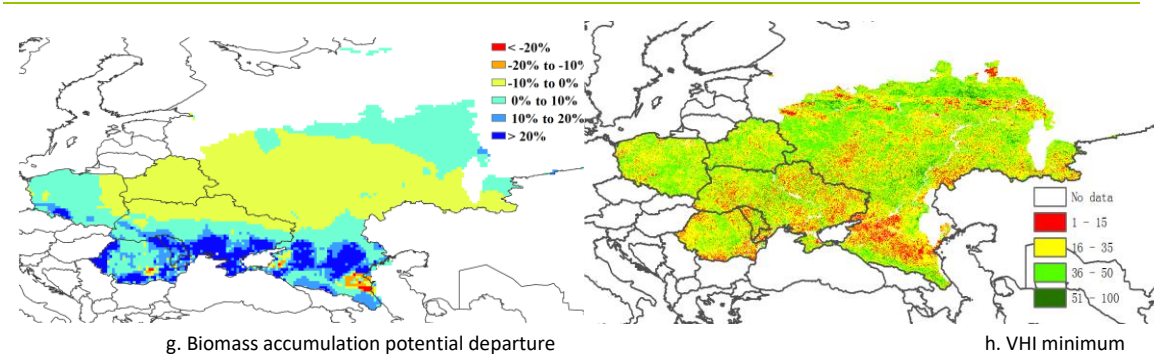 < -20%
-20% to -10%
-10% to 0%
0% to 10%
10% to 20%
> 20%
No data
1 - 15
16 - 35
36 - 50
51 - 100
g. Biomass accumulation potential departure
h. VHI minimum